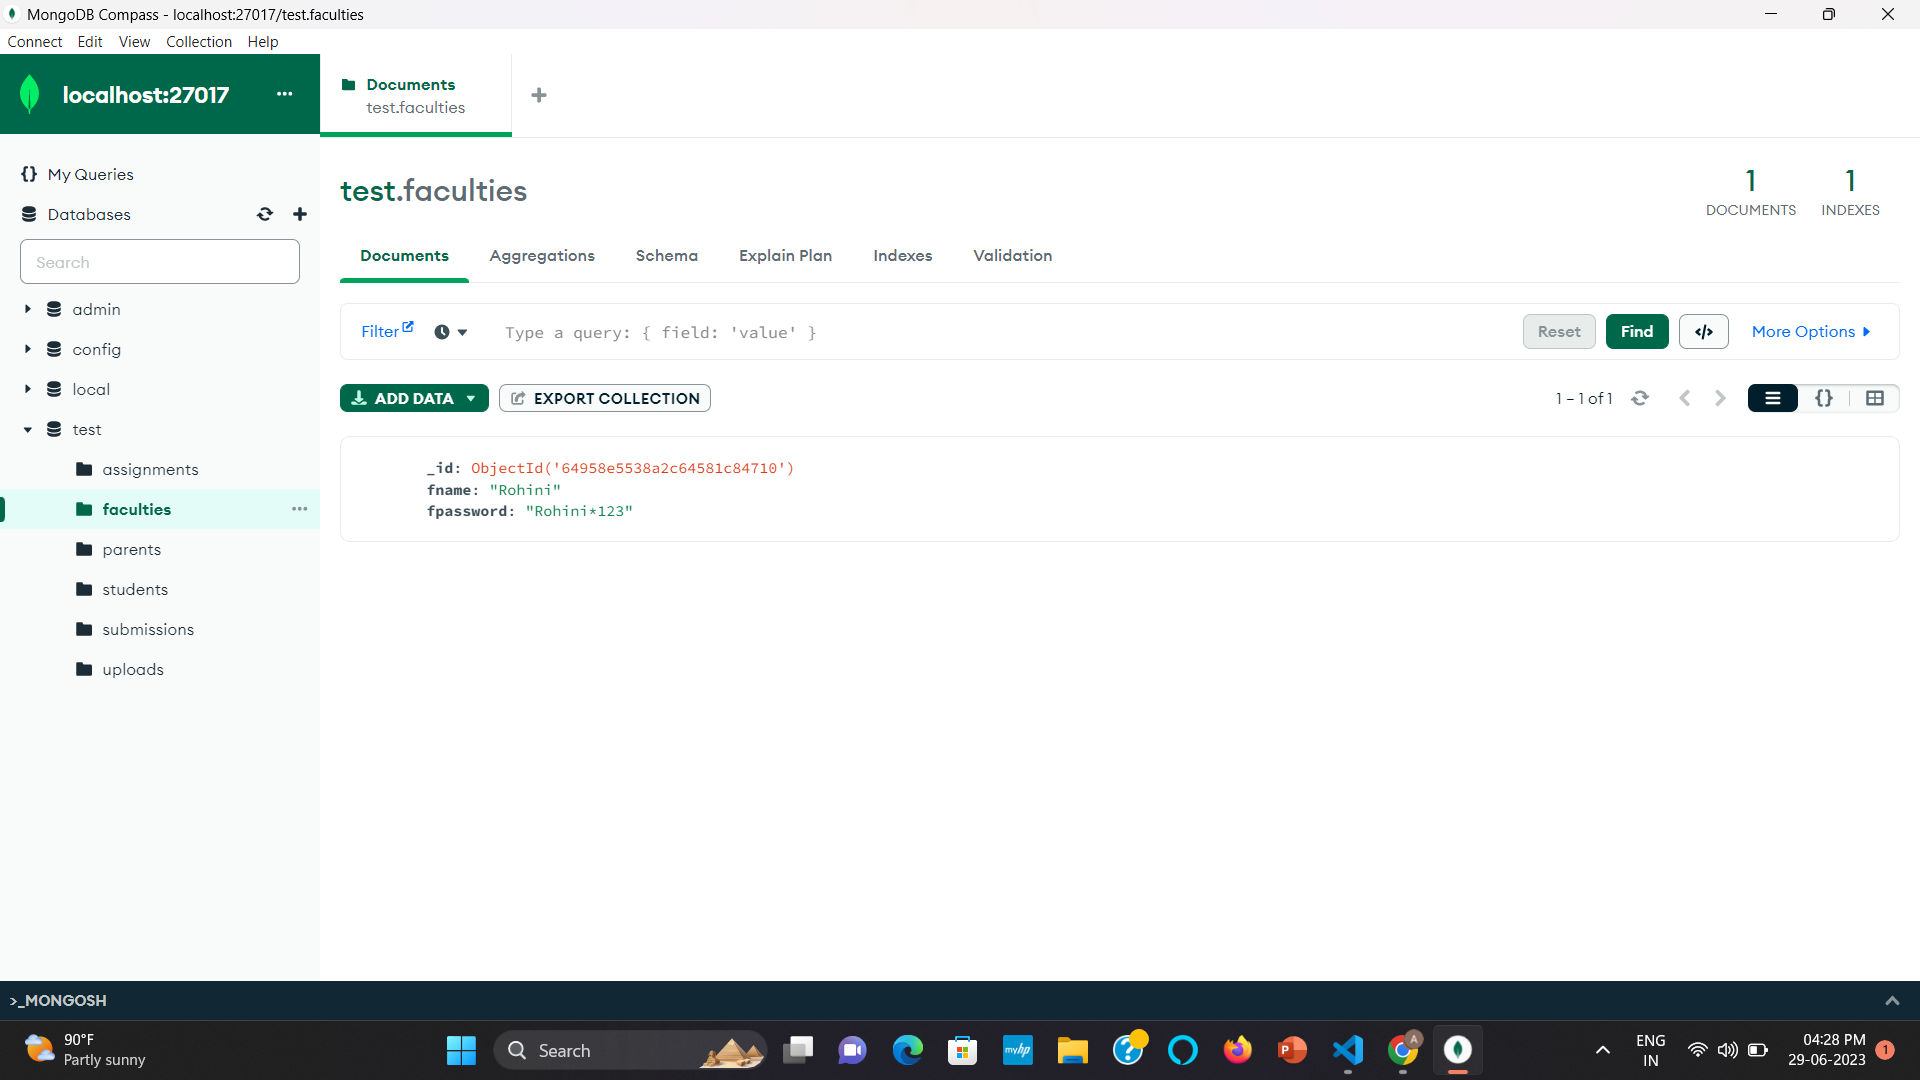 MongoDB Compass - localhost:27017/test.faculties
Connect Edit View Collection Help
localhost:27017 ...
Documents
test.faculties
+
{} My Queries
Databases
Search
admin
config
local
test
assignments
faculties
parents
students
submissions
uploads
test.faculties
1 DOCUMENTS
1 INDEXES
Documents Aggregations Schema Explain Plan Indexes Validation
Filter Type a query: { field: 'value' } Reset Find </> More Options
ADD DATA EXPORT COLLECTION 1 – 1 of 1 {}
_id: ObjectId('64958e5538a2c64581c84710')
fname: "Rohini"
fpassword: "Rohini*123"
>_MONGOSH
90°F
Partly sunny
Search
myhp
ENG
IN
04:28 PM
29-06-2023
1